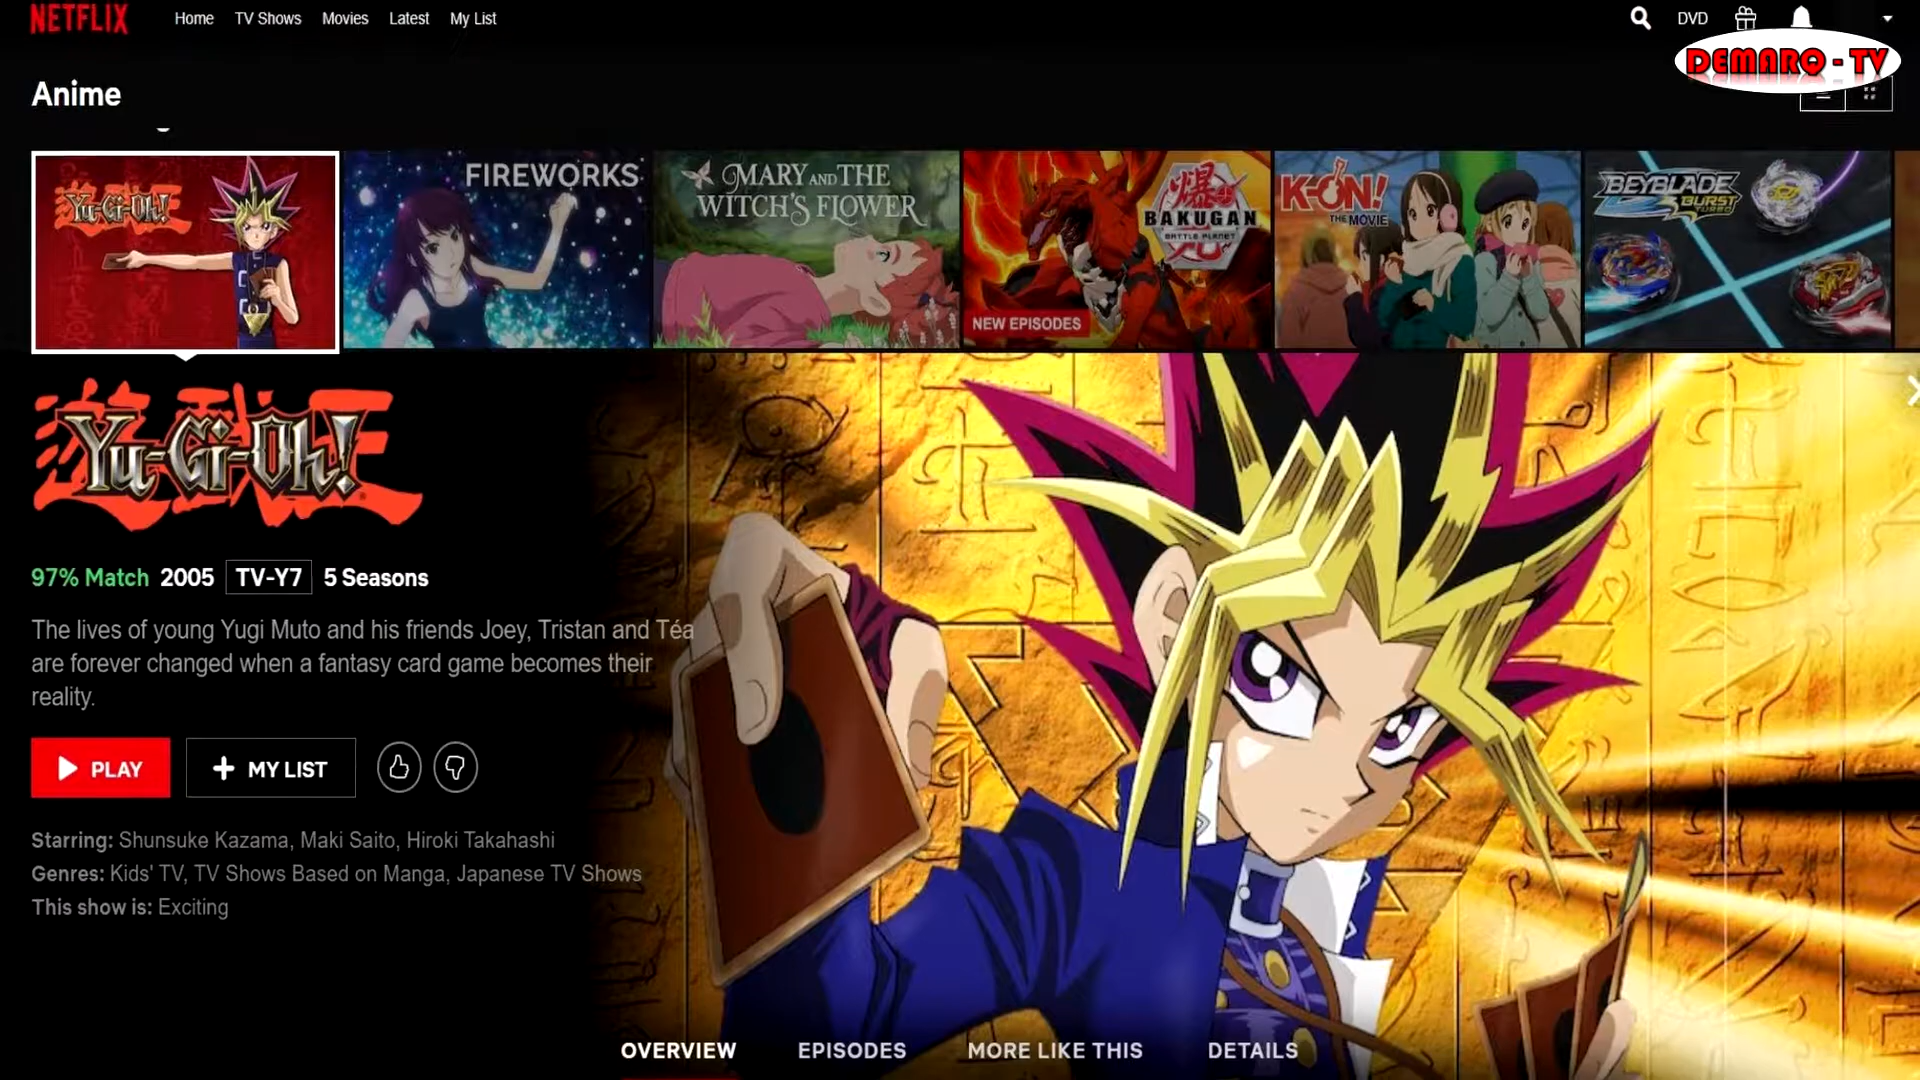 NETFLIX
Home TV Shows Movies Latest My List
DVD
DEMARQ - TV
Anime
Yu-Gi-Oh!
FIREWORKS
MARY AND THE
WITCH'S FLOWER
爆
BAKUGAN
BATTLE PLANET
NEW EPISODES
K-ON!
THE MOVIE
BEYBLADE
BURST
TURBO
遊戯王
Yu-Gi-Oh!
97% Match 2005 TV-Y7 5 Seasons
The lives of young Yugi Muto and his friends Joey, Tristan and Téa
are forever changed when a fantasy card game becomes their
reality.
PLAY
MY LIST
Starring: Shunsuke Kazama, Maki Saito, Hiroki Takahashi
Genres: Kids' TV, TV Shows Based on Manga, Japanese TV Shows
This show is: Exciting
OVERVIEW EPISODES MORE LIKE THIS DETAILS